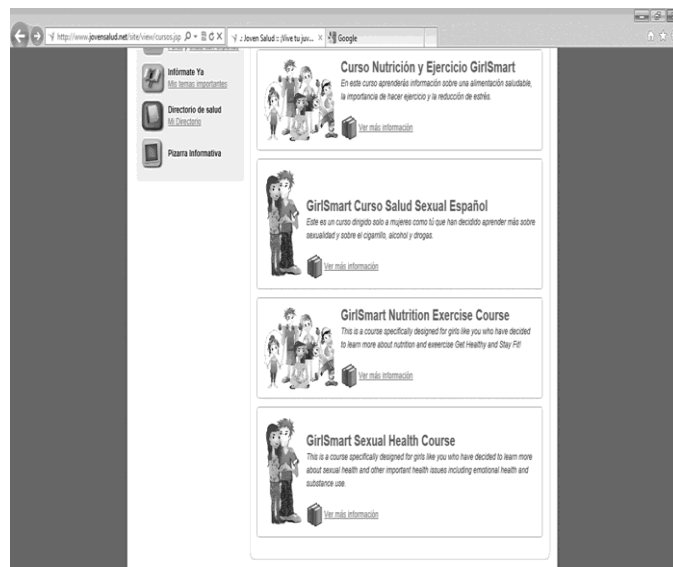 http://www.jovensalud.net/site/view/cursos.jsp
Joven Salud :: ¡Vive tu juv...
Google
Infórmate Ya
Mis temas importantes
Directorio de salud
Mi Directorio
Pizarra Informativa
Curso Nutrición y Ejercicio GirlSmart
En este curso aprenderás información sobre una alimentación saludable,
la importancia de hacer ejercicio y la reducción de estrés.
Ver más información
GirlSmart Curso Salud Sexual Español
Este es un curso dirigido solo a mujeres como tú que han decidido aprender más sobre
sexualidad y sobre el cigarrillo, alcohol y drogas.
Ver más información
GirlSmart Nutrition Exercise Course
This is a course specifically designed for girls like you who have decided
to learn more about nutrition and exeercise Get Healthy and Stay Fit!
Ver más información
GirlSmart Sexual Health Course
This is a course specifically designed for girls like you who have decided to learn more
about sexual health and other important health issues including emotional health and
substance use.
Ver más información